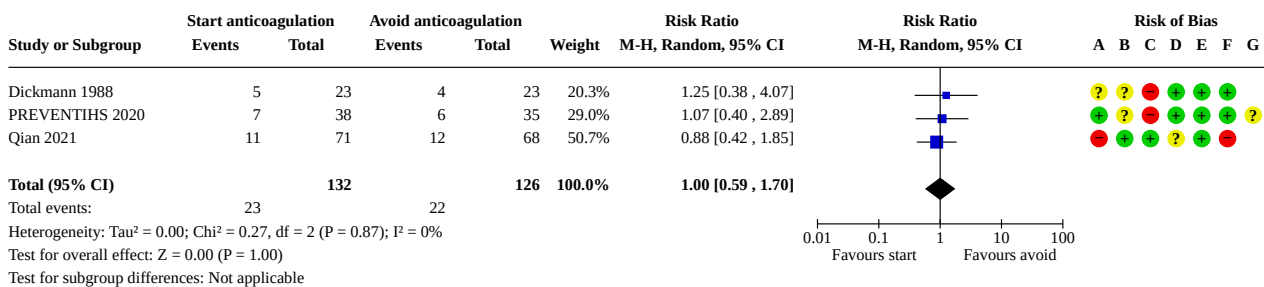 Start anticoagulation Avoid anticoagulation Risk Ratio Risk Ratio Risk of Bias
Study or Subgroup Events Total Events Total Weight M-H, Random, 95% CI M-H, Random, 95% CI A B C D E F G
Dickmann 1988 5 23 4 23 20.3% 1.25 [0.38 , 4.07] ? ? − + + +
PREVENTIHS 2020 7 38 6 35 29.0% 1.07 [0.40 , 2.89] + ? − + + + ?
Qian 2021 11 71 12 68 50.7% 0.88 [0.42 , 1.85] − + + ? + −
Total (95% CI) 132 126 100.0% 1.00 [0.59 , 1.70]
Total events: 23 22
Heterogeneity: Tau² = 0.00; Chi² = 0.27, df = 2 (P = 0.87); I² = 0%
0.01 0.1 1 10 100
Test for overall effect: Z = 0.00 (P = 1.00) Favours start Favours avoid
Test for subgroup differences: Not applicable